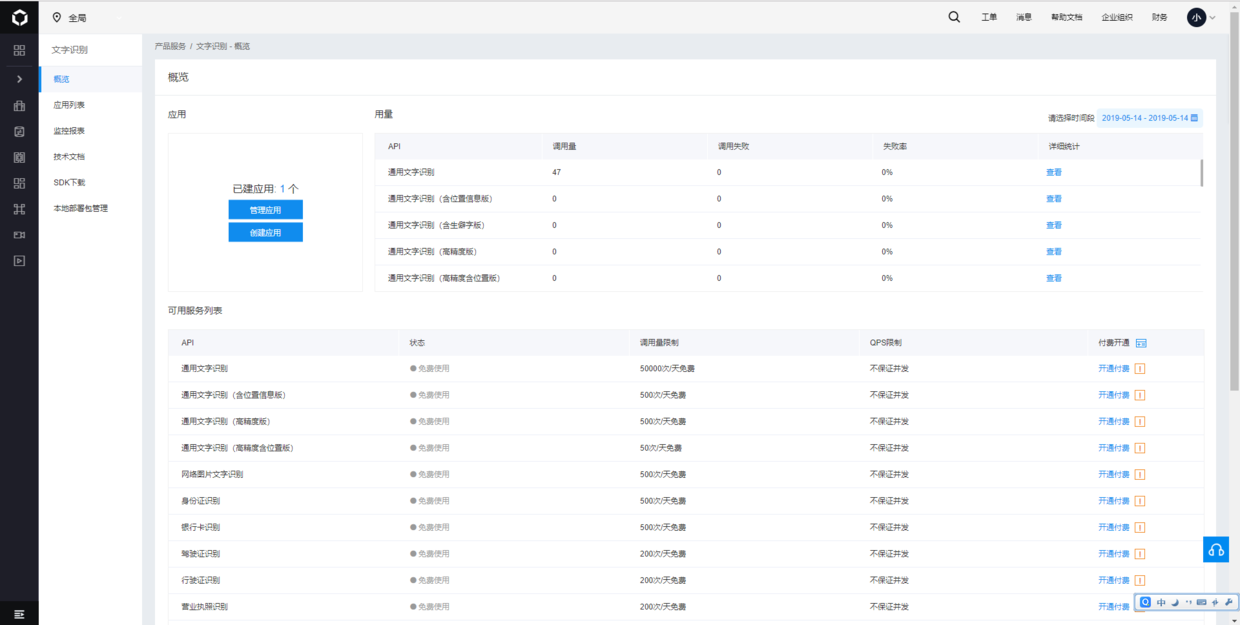 全局
工单 消息 帮助文档 企业组织 财务 小
文字识别
概览
应用列表
监控报表
技术文档
SDK下载
本地部署包管理
产品服务 / 文字识别 - 概览
概览
应用
已建应用: 1 个
管理应用
创建应用
用量
请选择时间段 2019-05-14 - 2019-05-14
API 调用量 调用失败 失败率 详细统计
通用文字识别 47 0 0% 查看
通用文字识别（含位置信息版） 0 0 0% 查看
通用文字识别（含生僻字版） 0 0 0% 查看
通用文字识别（高精度版） 0 0 0% 查看
通用文字识别（高精度含位置版） 0 0 0% 查看
可用服务列表
API 状态 调用量限制 QPS限制 付费开通
通用文字识别 免费使用 50000次/天免费 不保证并发 开通付费
通用文字识别（含位置信息版） 免费使用 500次/天免费 不保证并发 开通付费
通用文字识别（高精度版） 免费使用 500次/天免费 不保证并发 开通付费
通用文字识别（高精度含位置版） 免费使用 50次/天免费 不保证并发 开通付费
网络图片文字识别 免费使用 500次/天免费 不保证并发 开通付费
身份证识别 免费使用 500次/天免费 不保证并发 开通付费
银行卡识别 免费使用 500次/天免费 不保证并发 开通付费
驾驶证识别 免费使用 200次/天免费 不保证并发 开通付费
行驶证识别 免费使用 200次/天免费 不保证并发 开通付费
营业执照识别 免费使用 200次/天免费 不保证并发 开通付费
中